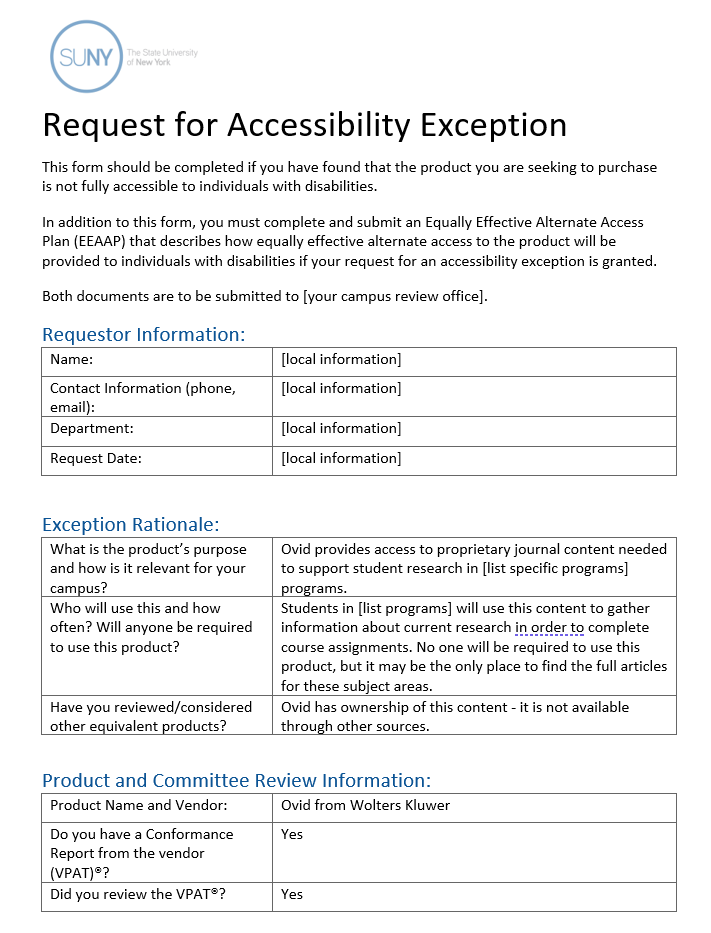 SUNY The State University
of New York
Request for Accessibility Exception
This form should be completed if you have found that the product you are seeking to purchase
is not fully accessible to individuals with disabilities.
In addition to this form, you must complete and submit an Equally Effective Alternate Access
Plan (EEAAP) that describes how equally effective alternate access to the product will be
provided to individuals with disabilities if your request for an accessibility exception is granted.
Both documents are to be submitted to [your campus review office].
Requestor Information:
Name: [local information]
Contact Information (phone, [local information]
email):
Department: [local information]
Request Date: [local information]
Exception Rationale:
What is the product's purpose Ovid provides access to proprietary journal content needed
and how is it relevant for your to support student research in [list specific programs]
campus? programs.
Who will use this and how Students in [list programs] will use this content to gather
often? Will anyone be required information about current research in order to complete
to use this product? course assignments. No one will be required to use this
product, but it may be the only place to find the full articles
for these subject areas.
Have you reviewed/considered Ovid has ownership of this content - it is not available
other equivalent products? through other sources.
Product and Committee Review Information:
Product Name and Vendor: Ovid from Wolters Kluwer
Do you have a Conformance Yes
Report from the vendor
(VPAT)®?
Did you review the VPAT®? Yes